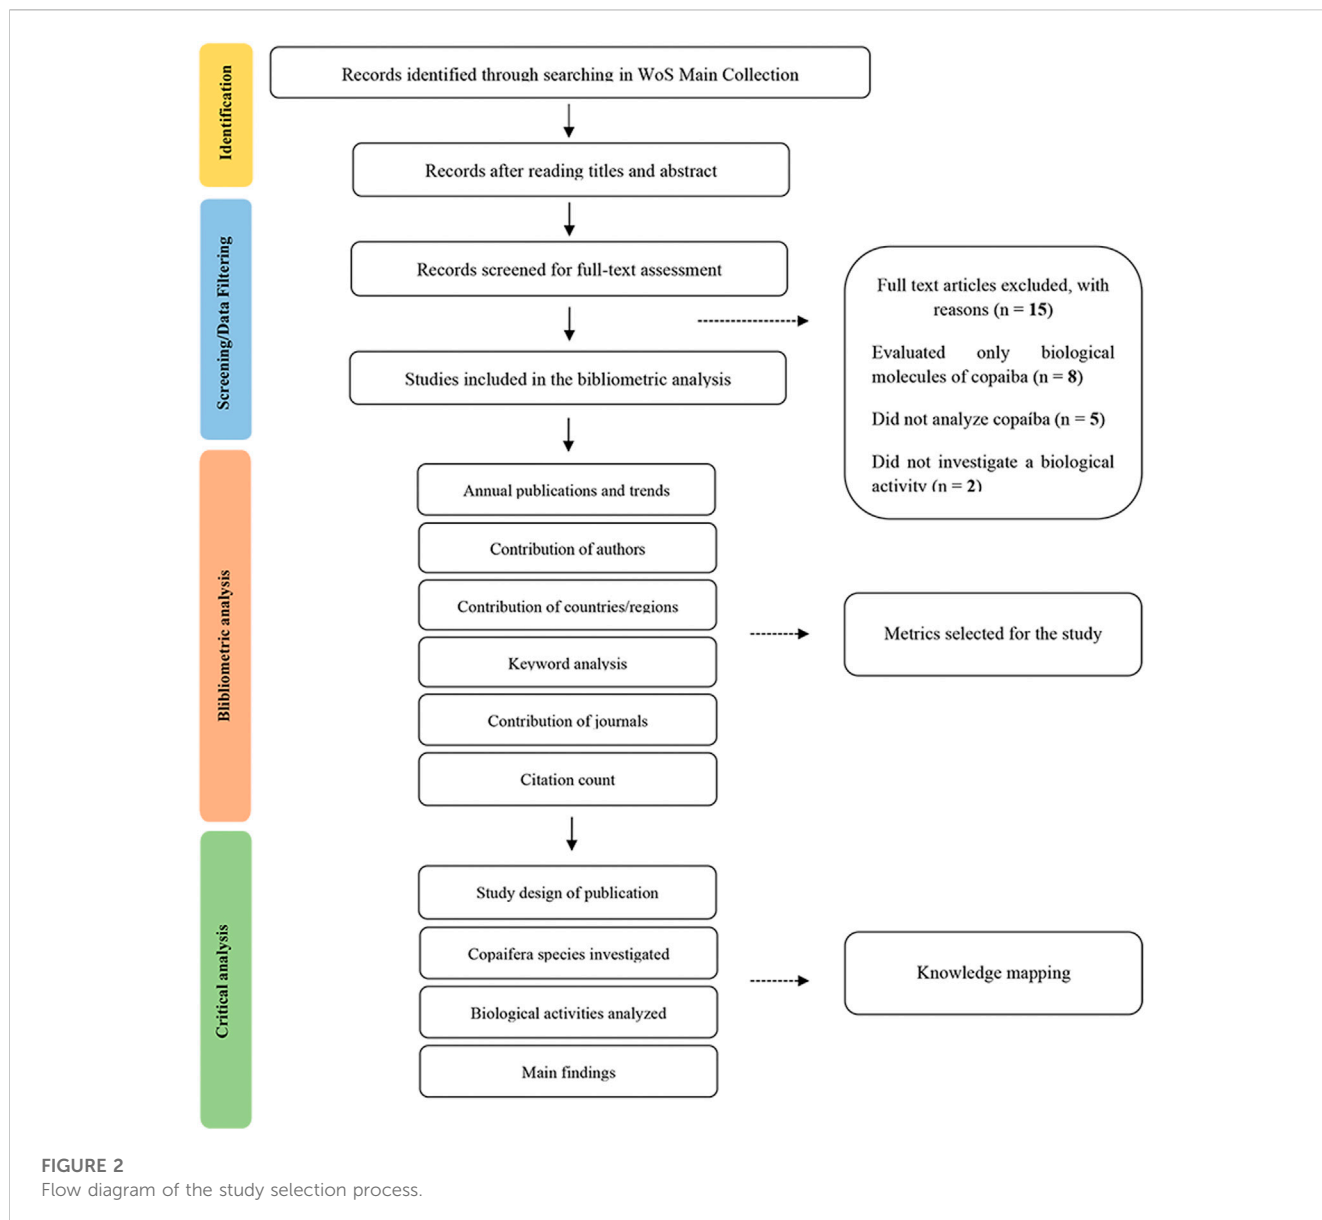 Identification
Records identified through searching in WoS Main Collection
Records after reading titles and abstract
Screening/Data Filtering
Records screened for full-text assessment
Studies included in the bibliometric analysis
Full text articles excluded, with
reasons (n = 15)
Evaluated only biological
molecules of copaiba (n = 8)
Did not analyze copaíba (n = 5)
Did not investigate a biological
activity (n = 2)
Blibliometric analysis
Annual publications and trends
Contribution of authors
Contribution of countries/regions
Keyword analysis
Contribution of journals
Citation count
Metrics selected for the study
Critical analysis
Study design of publication
Copaifera species investigated
Biological activities analyzed
Main findings
Knowledge mapping
FIGURE 2
Flow diagram of the study selection process.